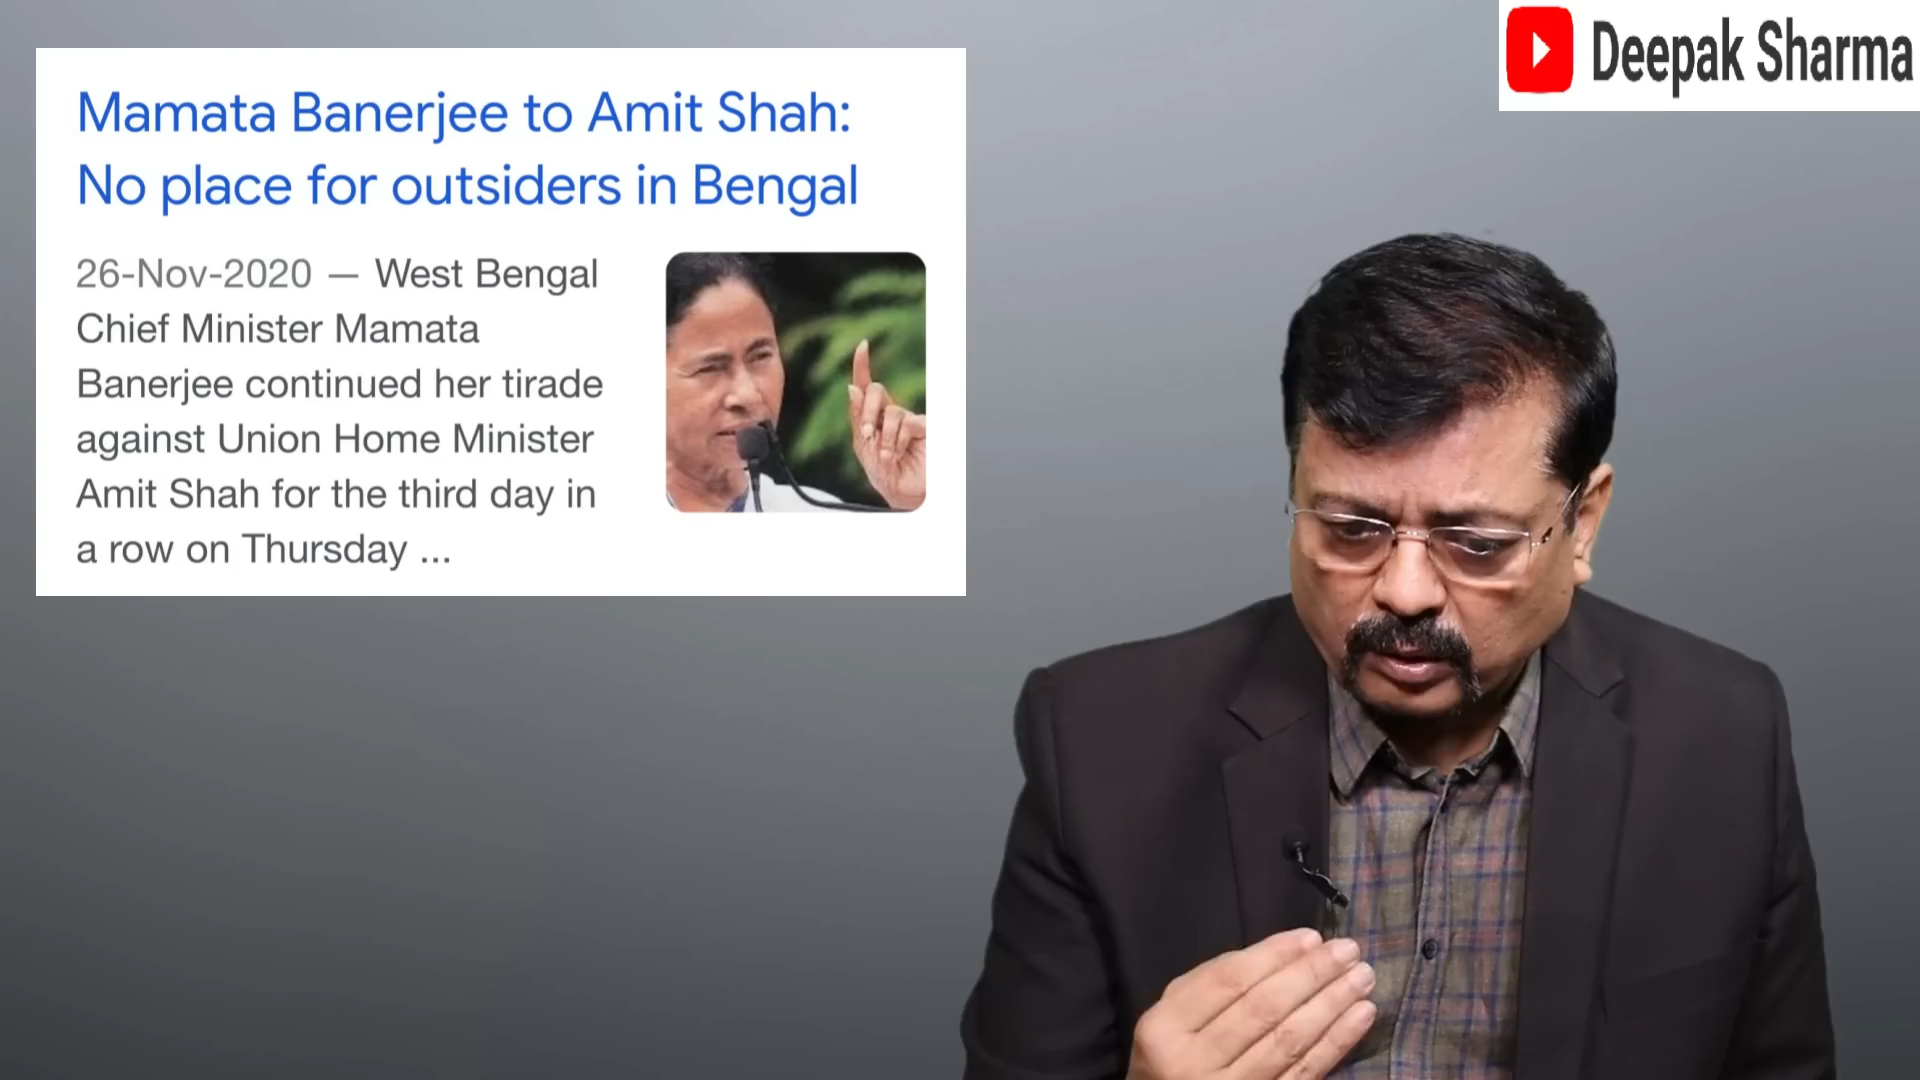 Deepak Sharma
Mamata Banerjee to Amit Shah:
No place for outsiders in Bengal
26-Nov-2020 — West Bengal
Chief Minister Mamata
Banerjee continued her tirade
against Union Home Minister
Amit Shah for the third day in
a row on Thursday ...